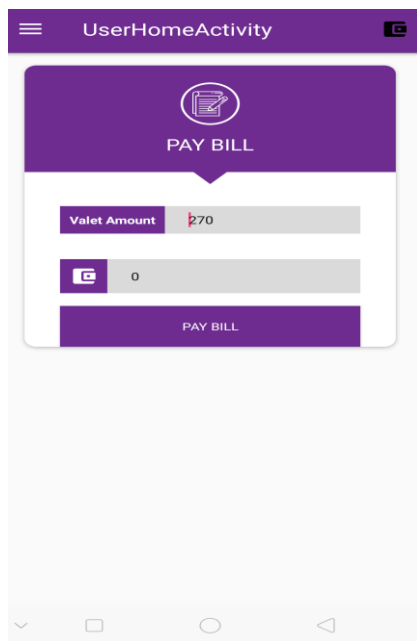 UserHomeActivity
PAY BILL
Valet Amount 270
0
PAY BILL